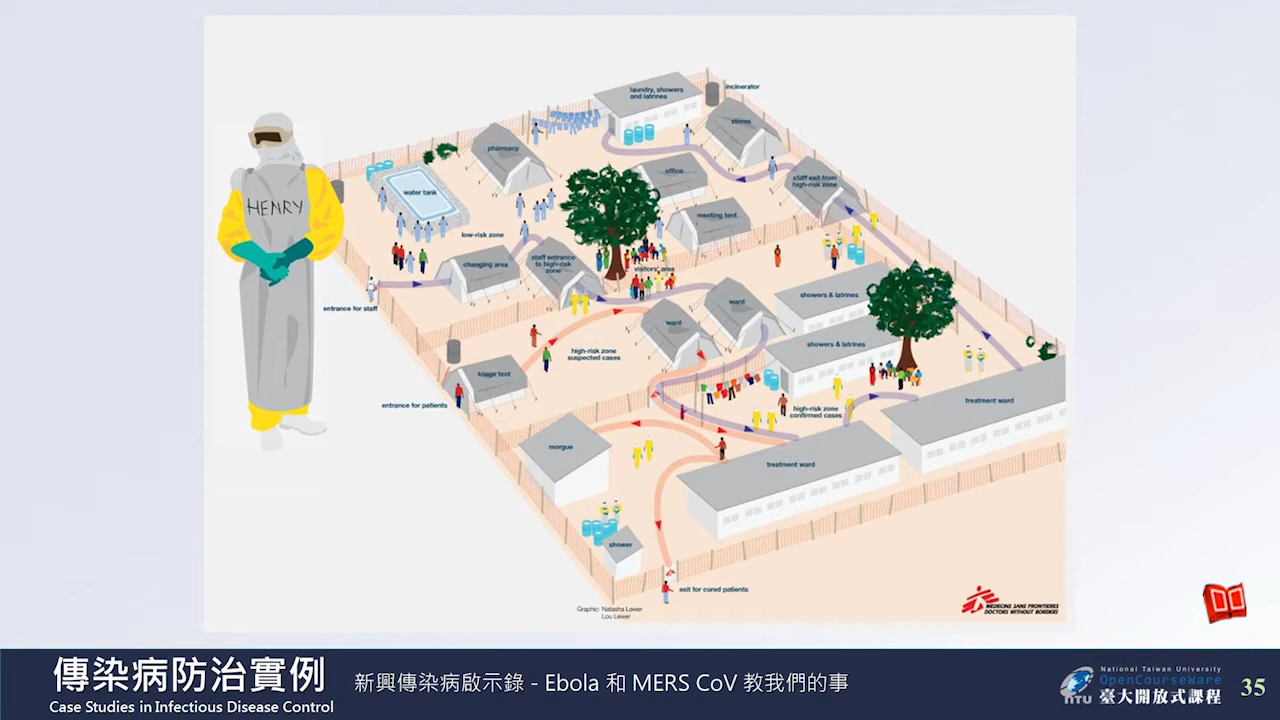 laundry, showers
and latrines
incinerator
stores
pharmacy
office
staff exit from
high-risk zone
water tank
HENRY
meeting tent
low-risk zone
changing area
staff entrance
to high-risk
zone
visitors' area
entrance for staff
ward
ward
showers & latrines
showers & latrines
high-risk zone
suspected cases
triage tent
entrance for patients
high-risk zone
confirmed cases
treatment ward
morgue
treatment ward
shower
exit for cured patients
Graphic: Natasha Lewer
Lou Lewer
MEDECINS SANS FRONTIERES
DOCTORS WITHOUT BORDERS
傳染病防治實例
Case Studies in Infectious Disease Control
新興傳染病啟示錄 - Ebola 和 MERS CoV 教我們的事
National Taiwan University
OpenCourseWare
NTU 臺大開放式課程
35